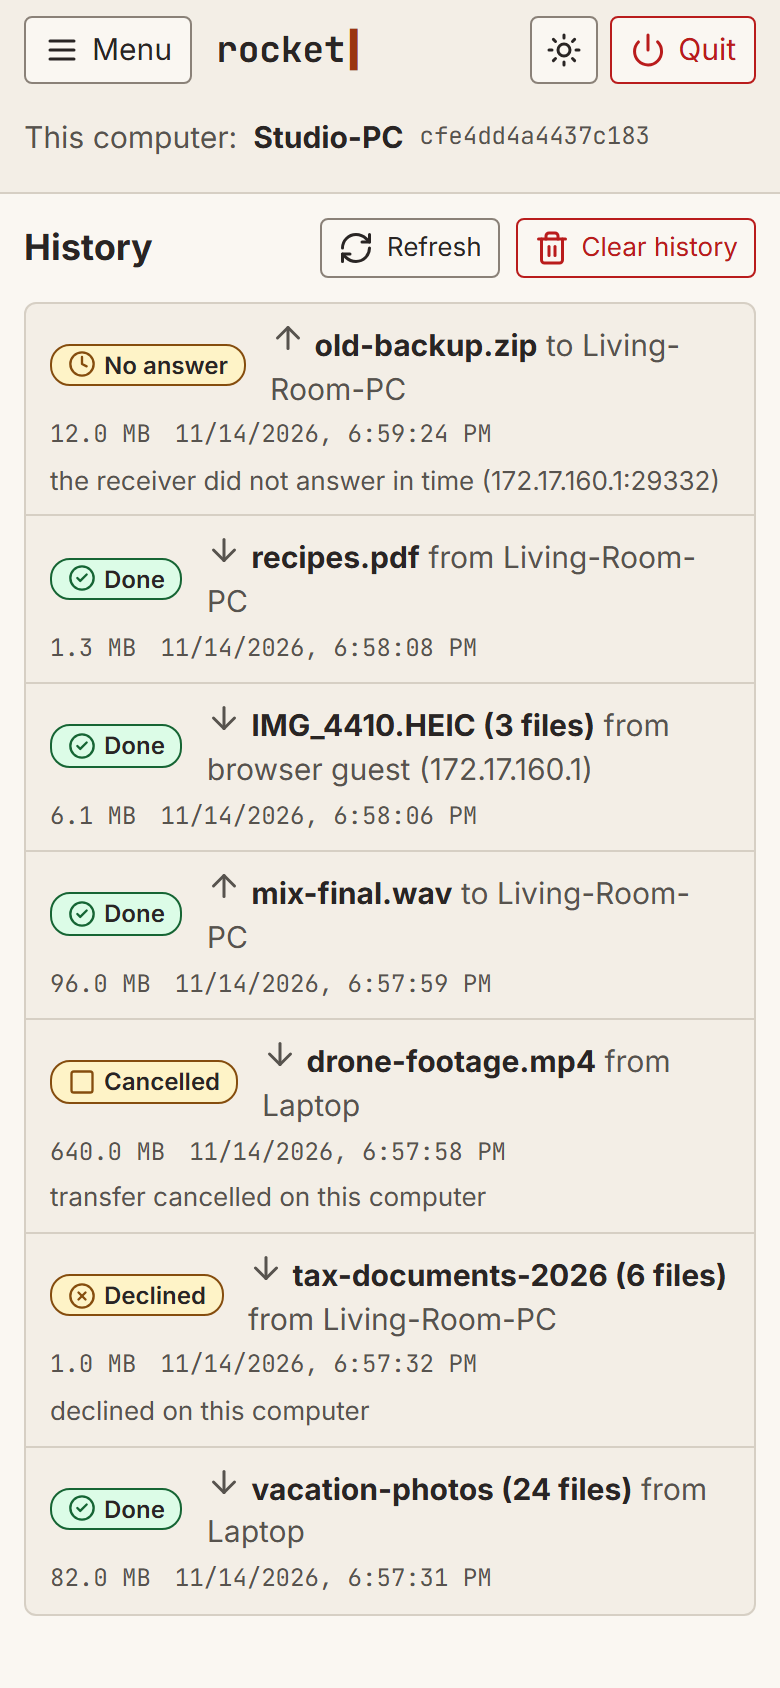 Menu rocket Quit
This computer: Studio-PC cfe4dd4a4437c183
History Refresh Clear history
No answer old-backup.zip to Living-
Room-PC
12.0 MB 11/14/2026, 6:59:24 PM
the receiver did not answer in time (172.17.160.1:29332)
Done recipes.pdf from Living-Room-
PC
1.3 MB 11/14/2026, 6:58:08 PM
Done IMG_4410.HEIC (3 files) from
browser guest (172.17.160.1)
6.1 MB 11/14/2026, 6:58:06 PM
Done mix-final.wav to Living-Room-
PC
96.0 MB 11/14/2026, 6:57:59 PM
Cancelled drone-footage.mp4 from
Laptop
640.0 MB 11/14/2026, 6:57:58 PM
transfer cancelled on this computer
Declined tax-documents-2026 (6 files)
from Living-Room-PC
1.0 MB 11/14/2026, 6:57:32 PM
declined on this computer
Done vacation-photos (24 files) from
Laptop
82.0 MB 11/14/2026, 6:57:31 PM